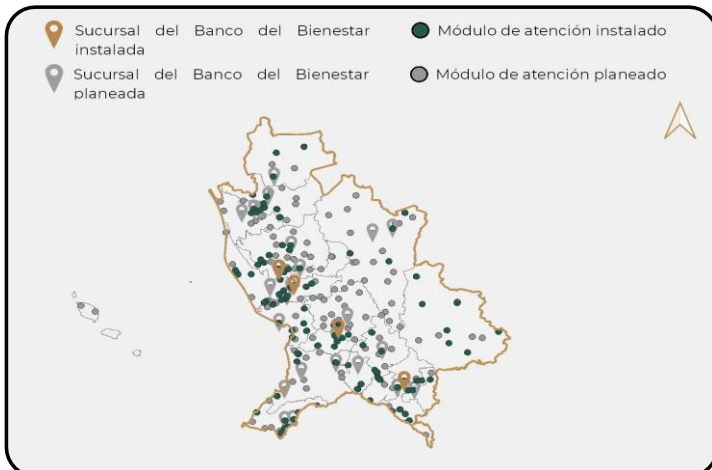 Sucursal del Banco del Bienestar
instalada
Módulo de atención instalado
Sucursal del Banco del Bienestar
planeada
Módulo de atención planeado